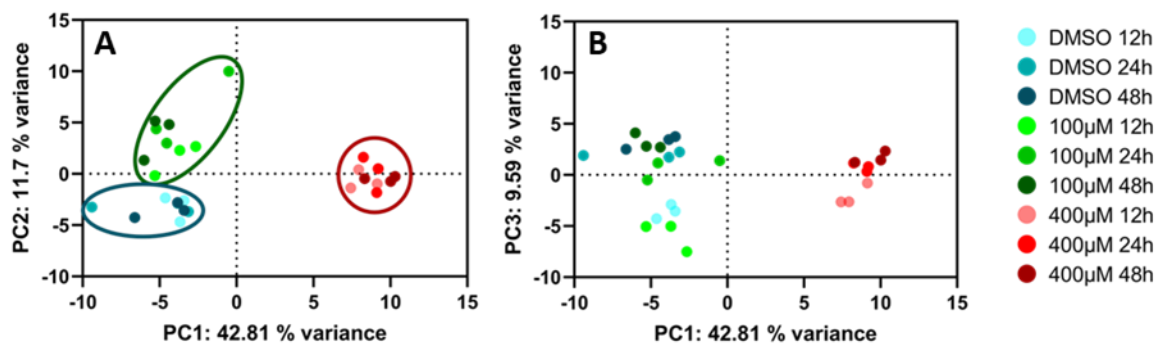 A
15
10
5
0
-5
-10
-10 -5 0 5 10 15
PC2: 11.7 % variance
PC1: 42.81 % variance
B
15
10
5
0
-5
-10
-10 -5 0 5 10 15
PC3: 9.59 % variance
PC1: 42.81 % variance
DMSO 12h
DMSO 24h
DMSO 48h
100µM 12h
100µM 24h
100µM 48h
400µM 12h
400µM 24h
400µM 48h